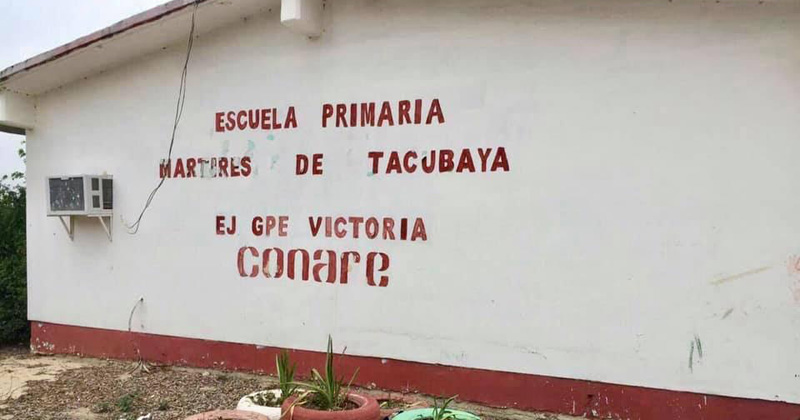 ESCUELA PRIMARIA
MARTIRES DE TACUBAYA
EJ GPE VICTORIA
conafe